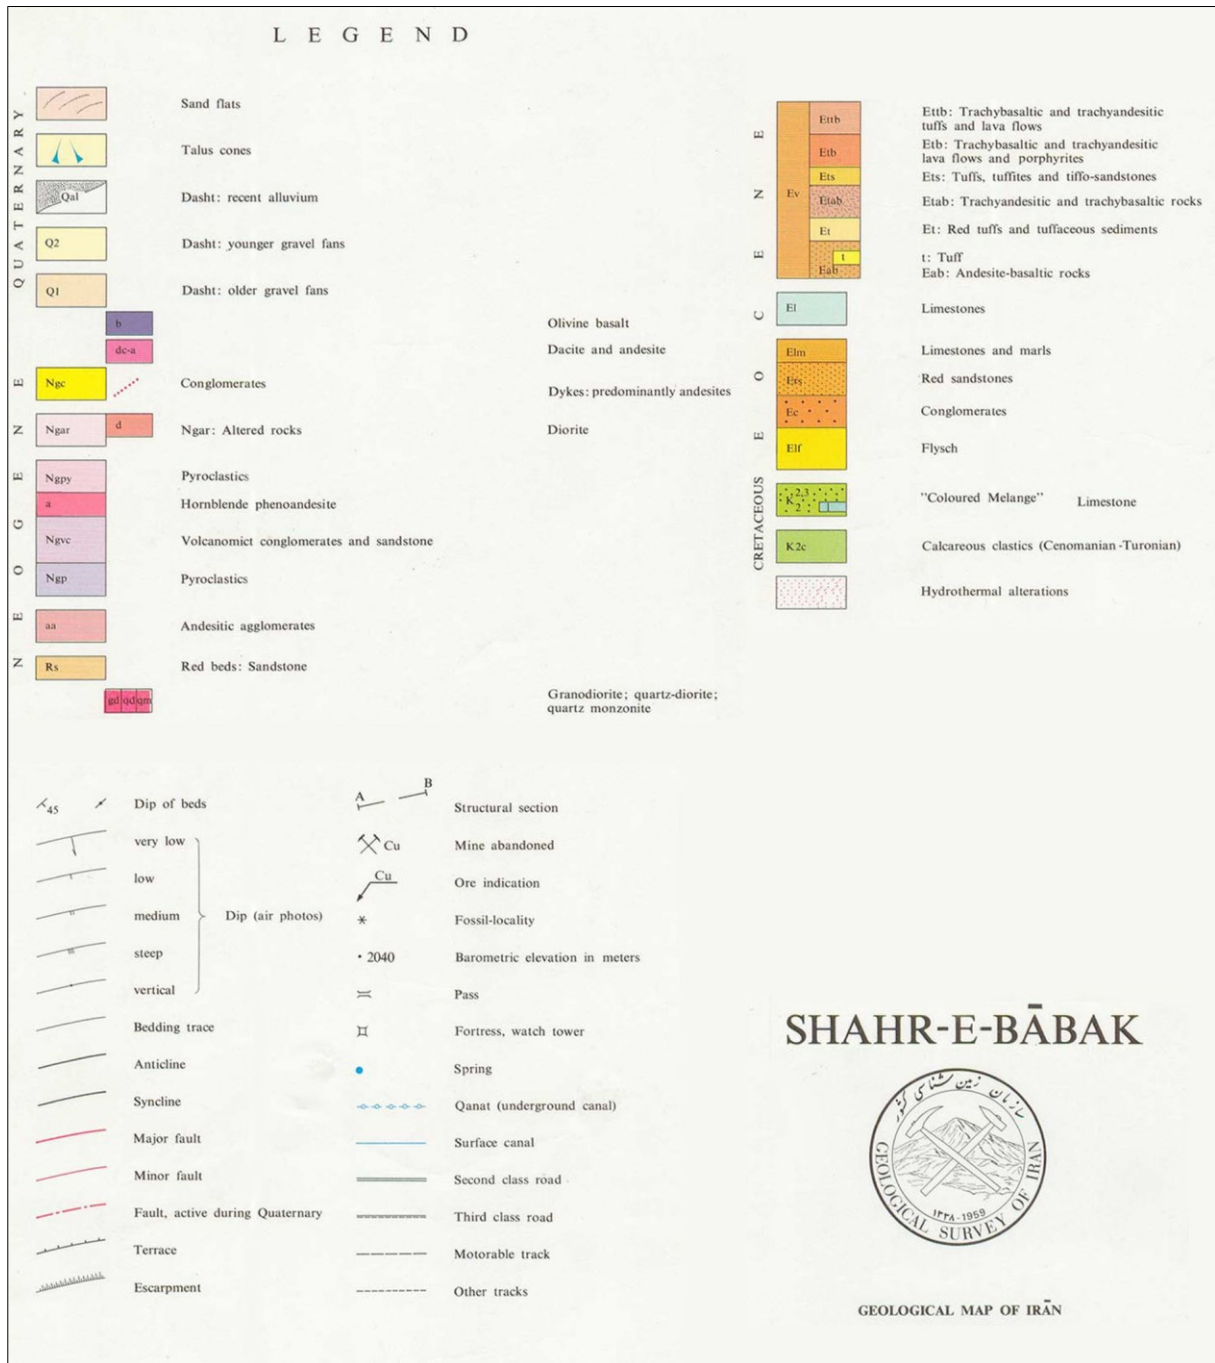 LEGEND
QUATERNARY
Sand flats
Talus cones
Qal
Dasht: recent alluvium
Q2
Dasht: younger gravel fans
Q1
Dasht: older gravel fans
b
Olivine basalt
dc-a
Dacite and andesite
NEOGENE
Ngc
Conglomerates
Dykes: predominantly andesites
Ngar
d
Ngar: Altered rocks
Diorite
Ngpy
Pyroclastics
a
Hornblende phenoandesite
Ngvc
Volcanomict conglomerates and sandstone
Ngp
Pyroclastics
aa
Andesitic agglomerates
Rs
Red beds: Sandstone
gd qd qm
Granodiorite; quartz-diorite;
quartz monzonite
EOCENE
Ev
Ettb
Ettb: Trachybasaltic and trachyandesitic
tuffs and lava flows
Etb
Etb: Trachybasaltic and trachyandesitic
lava flows and porphyrites
Ets
Ets: Tuffs, tuffites and tiffo-sandstones
Etab
Etab: Trachyandesitic and trachybasaltic rocks
Et
Et: Red tuffs and tuffaceous sediments
t
t: Tuff
Eab
Eab: Andesite-basaltic rocks
El
Limestones
Elm
Limestones and marls
Ers
Red sandstones
Ec
Conglomerates
Elf
Flysch
CRETACEOUS
K 2,3 2
"Coloured Melange"
Limestone
K2c
Calcareous clastics (Cenomanian-Turonian)
Hydrothermal alterations
45
Dip of beds
very low
low
medium
steep
vertical
Dip (air photos)
Bedding trace
Anticline
Syncline
Major fault
Minor fault
Fault, active during Quaternary
Terrace
Escarpment
A B
Structural section
Cu
Mine abandoned
Cu
Ore indication
Fossil-locality
2040
Barometric elevation in meters
Pass
Fortress, watch tower
Spring
Qanat (underground canal)
Surface canal
Second class road
Third class road
Motorable track
Other tracks
SHAHR-E-BĀBAK
سازمان زمین شناسی کشور
۱۳۳۸-1959
GEOLOGICAL SURVEY OF IRAN
GEOLOGICAL MAP OF IRĀN